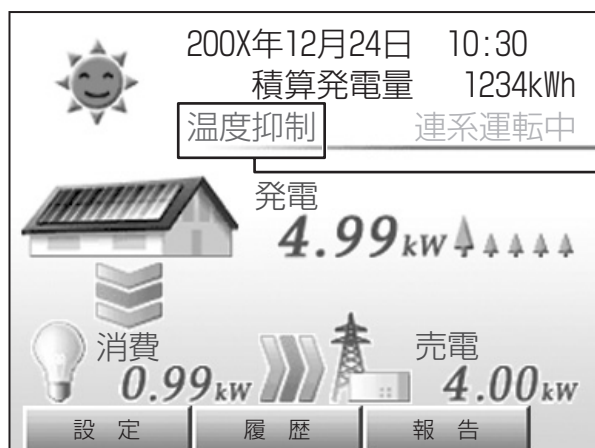 200X年12月24日 10:30
積算発電量 1234kWh
温度抑制 連系運転中
発電
4.99kW
消費 売電
0.99kW 4.00kW
設定 履歴 報告